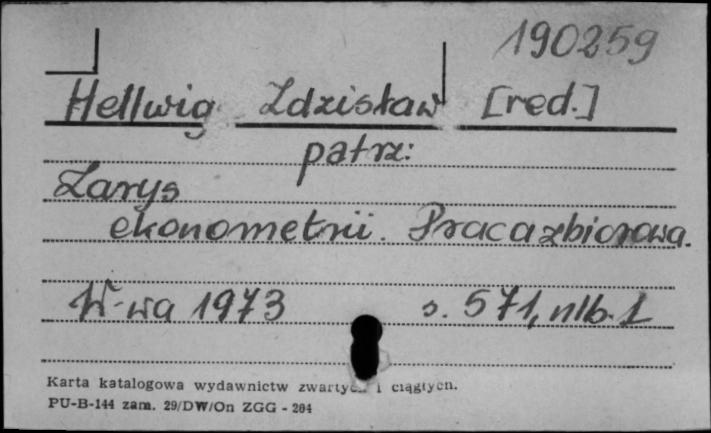 190259
Hellwig Zdzisław [red.]
patrz:
Zarys
ekonometrii. Praca zbiorowa.
W-wa 1973 s. 571, nlb. 1
Karta katalogowa wydawnictw zwartych i ciągłych.
PU-B-144 zam. 29/DW/On ZGG - 204